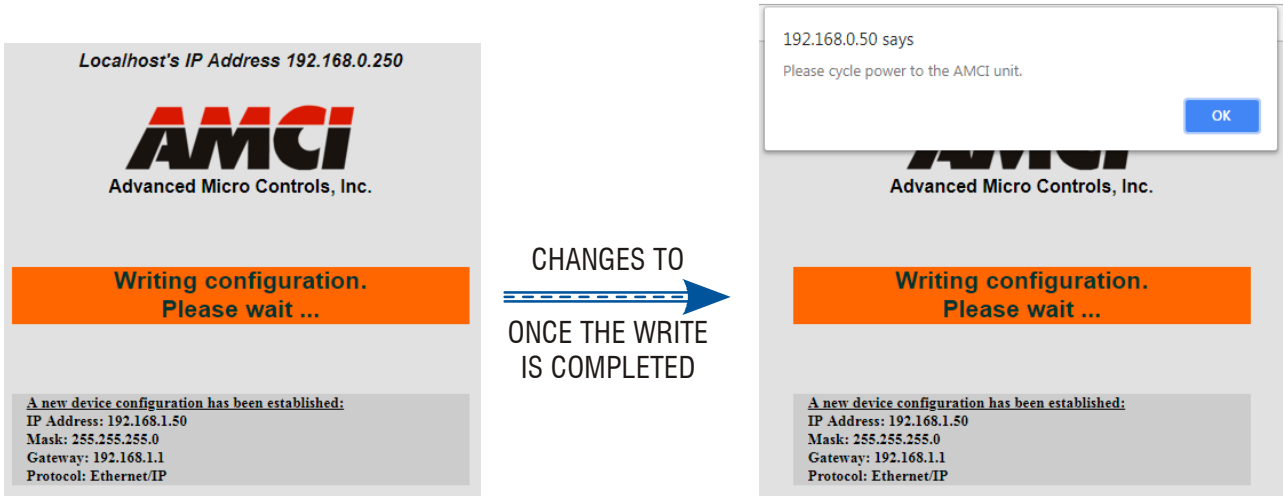 Localhost's IP Address 192.168.0.250
AMCI
Advanced Micro Controls, Inc.
Writing configuration.
Please wait ...
A new device configuration has been established:
IP Address: 192.168.1.50
Mask: 255.255.255.0
Gateway: 192.168.1.1
Protocol: Ethernet/IP
CHANGES TO
ONCE THE WRITE
IS COMPLETED
192.168.0.50 says
Please cycle power to the AMCI unit.
OK
AMCI
Advanced Micro Controls, Inc.
Writing configuration.
Please wait ...
A new device configuration has been established:
IP Address: 192.168.1.50
Mask: 255.255.255.0
Gateway: 192.168.1.1
Protocol: Ethernet/IP